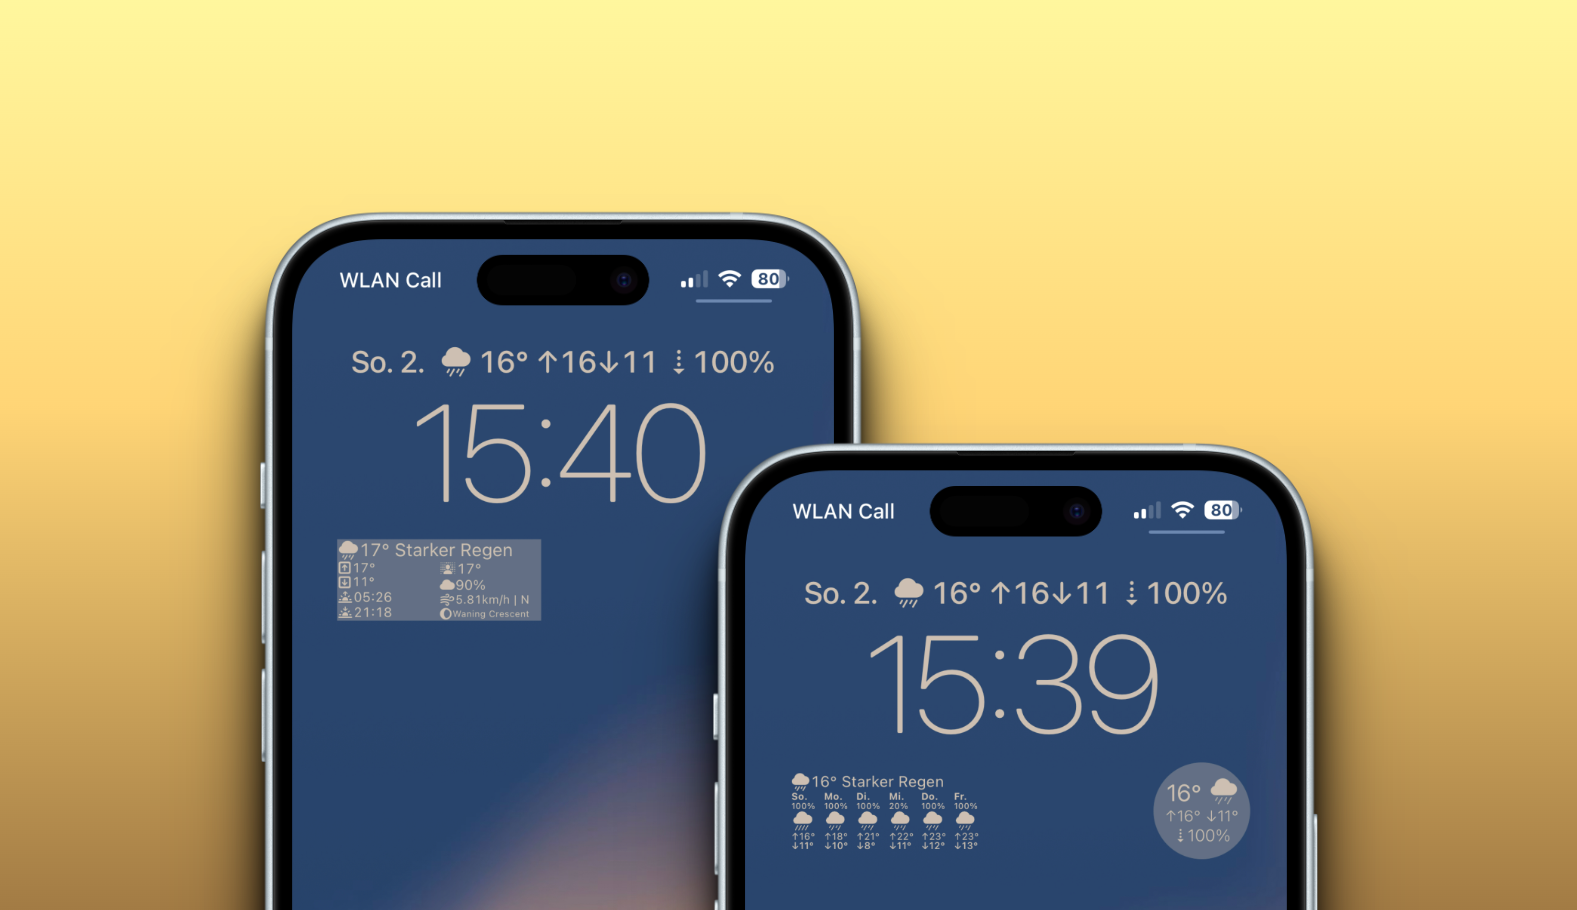 WLAN Call
80
So. 2. 16° ↑16↓11 100%
15:40
17° Starker Regen
17° 17°
11° 90%
05:26 5.81km/h | N
21:18 Waning Crescent
WLAN Call
80
So. 2. 16° ↑16↓11 100%
15:39
16° Starker Regen
So. Mo. Di. Mi. Do. Fr.
100% 100% 100% 20% 100% 100%
↑16° ↑18° ↑21° ↑22° ↑23° ↑23°
↓11° ↓10° ↓8° ↓11° ↓12° ↓13°
16°
↑16° ↓11°
100%